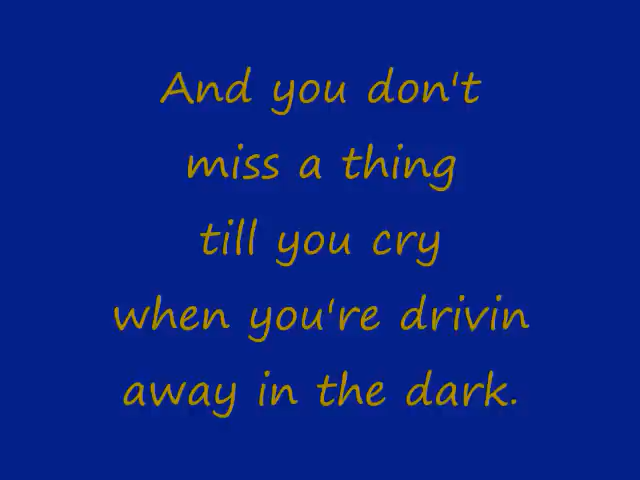 And you don't
miss a thing
till you cry
when you're drivin
away in the dark.